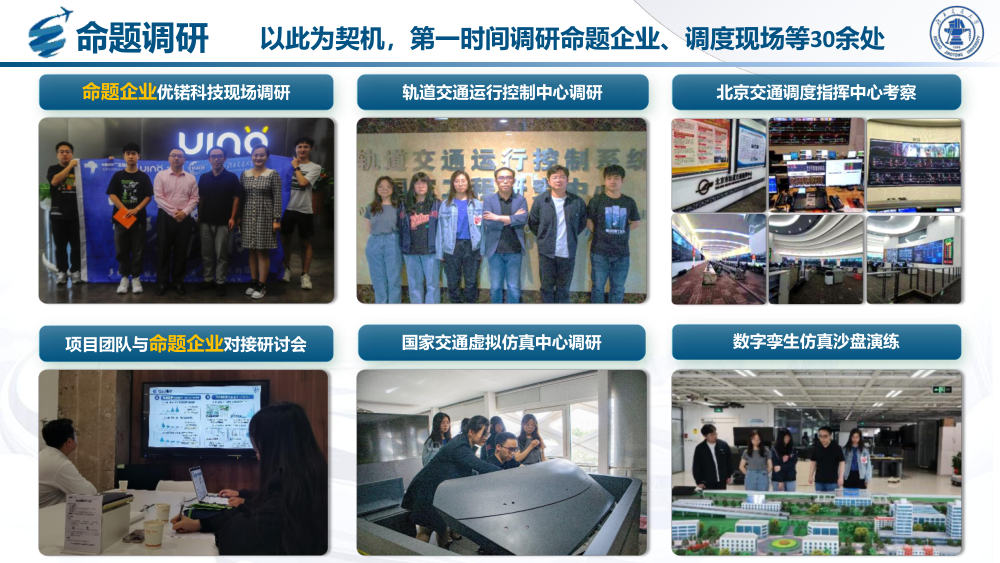 命题调研
以此为契机，第一时间调研命题企业、调度现场等30余处
命题企业优锘科技现场调研
轨道交通运行控制中心调研
北京交通调度指挥中心考察
uınö
轨道交通运行控制系统
项目团队与命题企业对接研讨会
国家交通虚拟仿真中心调研
数字孪生仿真沙盘演练